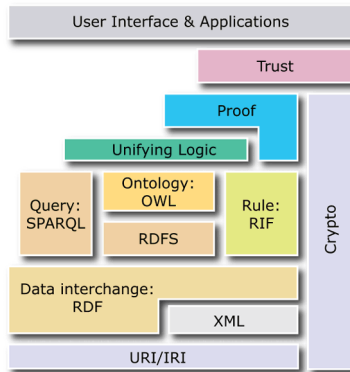 User Interface & Applications
Trust
Proof
Unifying Logic
Query:
SPARQL
Ontology:
OWL
RDFS
Rule:
RIF
Crypto
Data interchange:
RDF
XML
URI/IRI